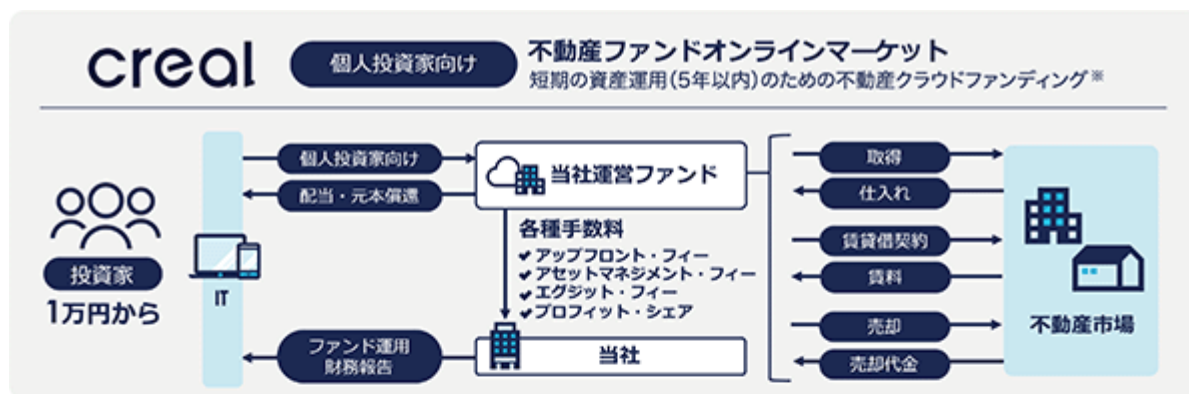 creal
個人投資家向け
不動産ファンドオンラインマーケット
短期の資産運用(5年以内)のための不動産クラウドファンディング※
投資家
1万円から
IT
個人投資家向け
配当・元本償還
当社運営ファンド
各種手数料
✓アップフロント・フィー
✓アセットマネジメント・フィー
✓エグジット・フィー
✓プロフィット・シェア
ファンド運用
財務報告
当社
取得
仕入れ
賃貸借契約
賃料
売却
売却代金
不動産市場